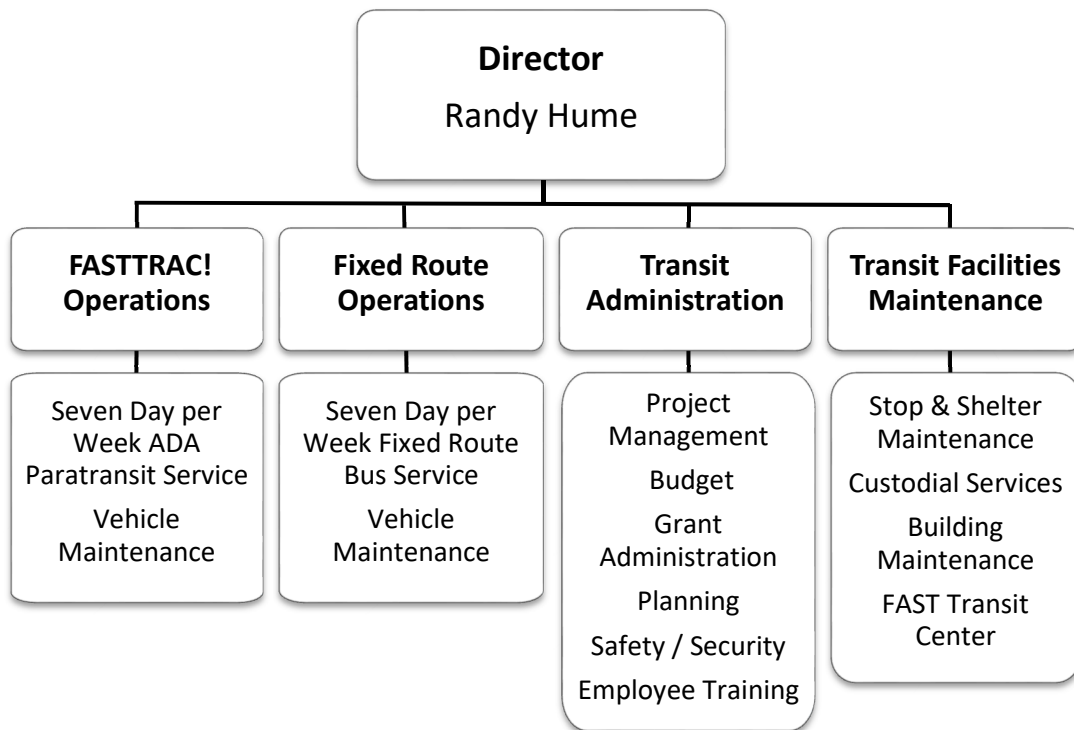 Director
Randy Hume
FASTTRAC!
Operations
Seven Day per
Week ADA
Paratransit Service
Vehicle
Maintenance
Fixed Route
Operations
Seven Day per
Week Fixed Route
Bus Service
Vehicle
Maintenance
Transit
Administration
Project
Management
Budget
Grant
Administration
Planning
Safety / Security
Employee Training
Transit Facilities
Maintenance
Stop & Shelter
Maintenance
Custodial Services
Building
Maintenance
FAST Transit
Center